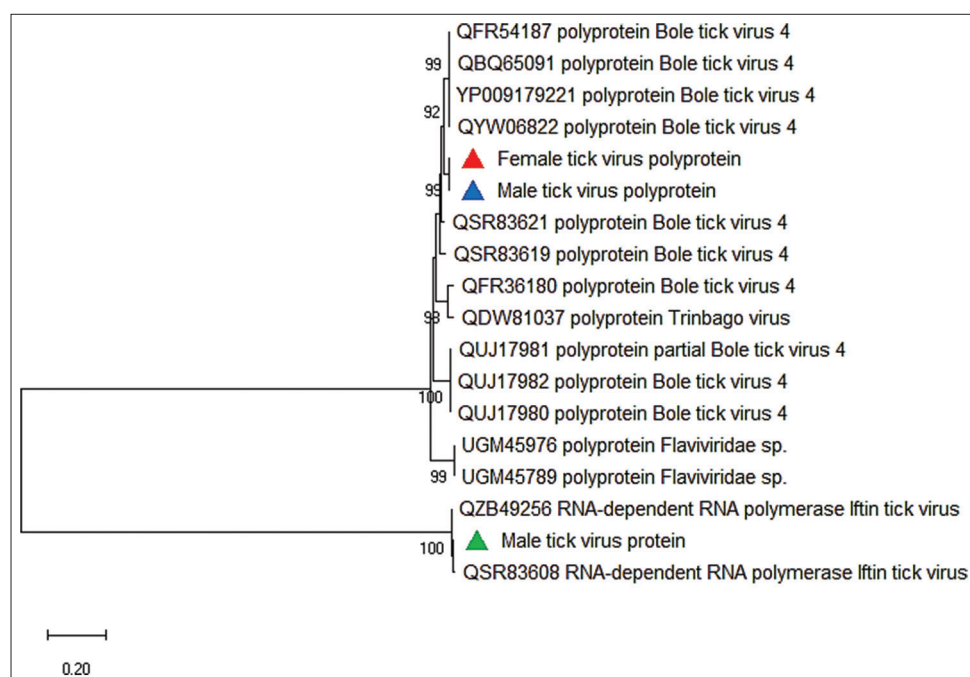 QFR54187 polyprotein Bole tick virus 4
99
QBQ65091 polyprotein Bole tick virus 4
YP009179221 polyprotein Bole tick virus 4
92
QYW06822 polyprotein Bole tick virus 4
Female tick virus polyprotein
99
Male tick virus polyprotein
QSR83621 polyprotein Bole tick virus 4
QSR83619 polyprotein Bole tick virus 4
QFR36180 polyprotein Bole tick virus 4
98
QDW81037 polyprotein Trinbago virus
QUJ17981 polyprotein partial Bole tick virus 4
QUJ17982 polyprotein Bole tick virus 4
100
QUJ17980 polyprotein Bole tick virus 4
UGM45976 polyprotein Flaviviridae sp.
99
UGM45789 polyprotein Flaviviridae sp.
QZB49256 RNA-dependent RNA polymerase Iftin tick virus
Male tick virus protein
100
QSR83608 RNA-dependent RNA polymerase Iftin tick virus
0.20